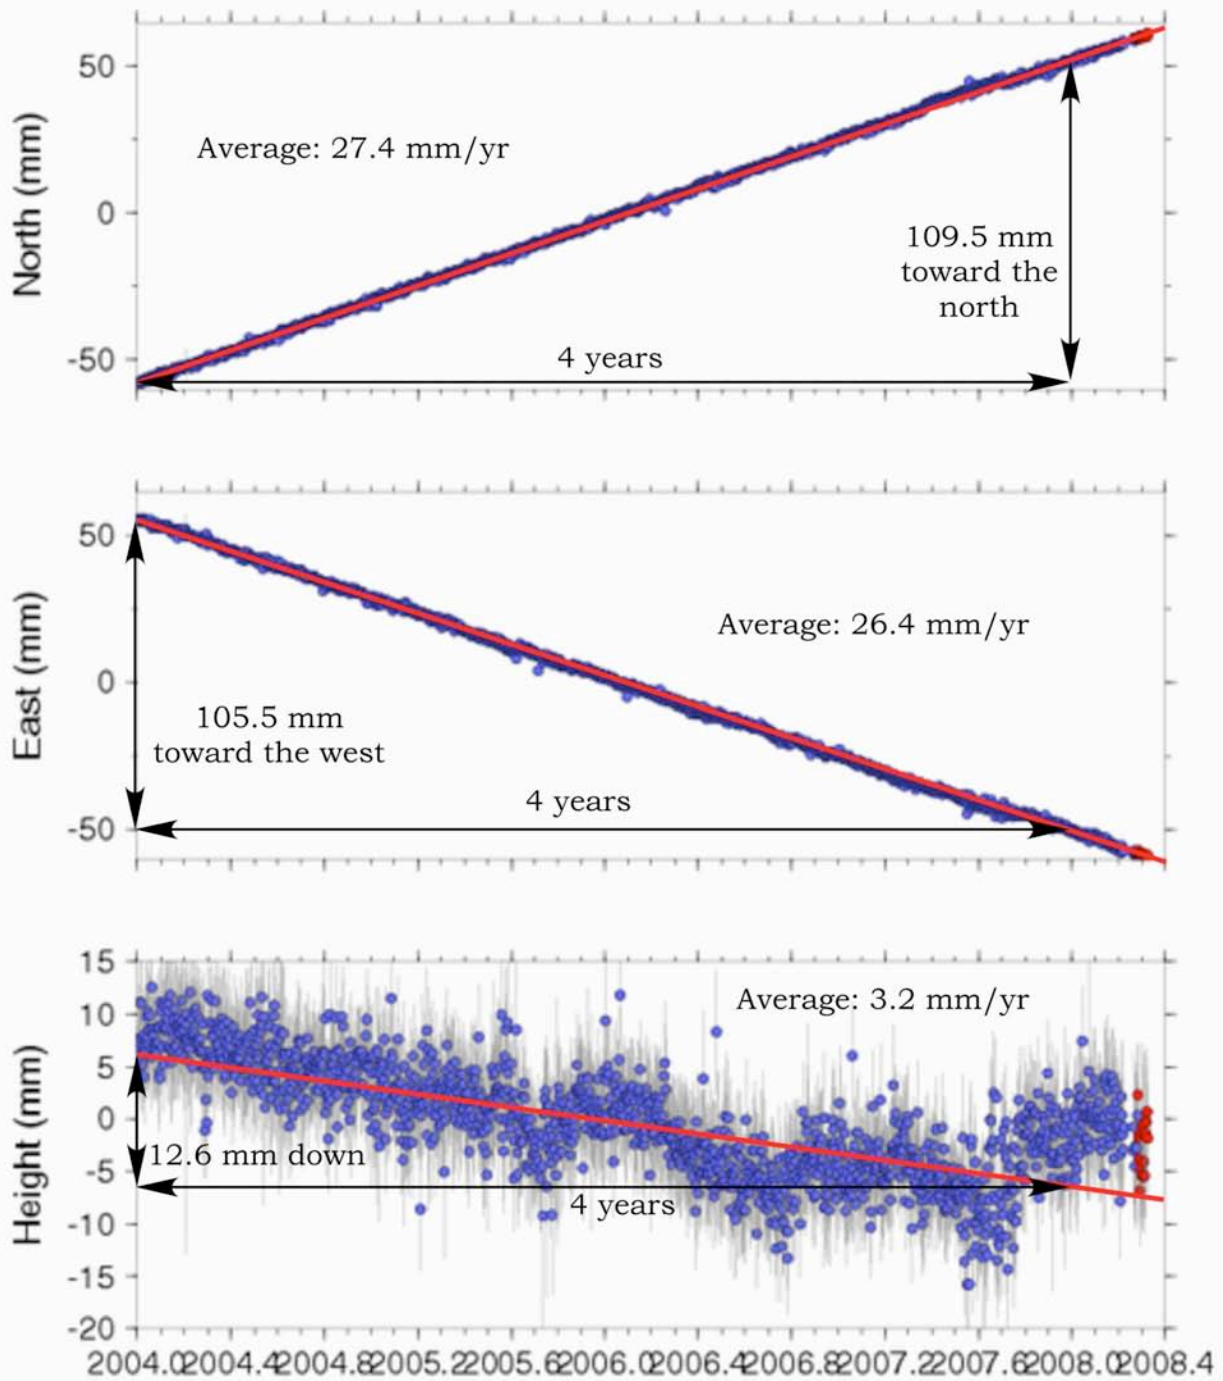 50
0
-50
North (mm)
Average: 27.4 mm/yr
109.5 mm
toward the
north
4 years
50
0
-50
East (mm)
Average: 26.4 mm/yr
105.5 mm
toward the west
4 years
15
10
5
0
-5
-10
-15
-20
Height (mm)
Average: 3.2 mm/yr
12.6 mm down
4 years
2004.0 2004.4 2004.8 2005.2 2005.6 2006.0 2006.4 2006.8 2007.2 2007.6 2008.0 2008.4